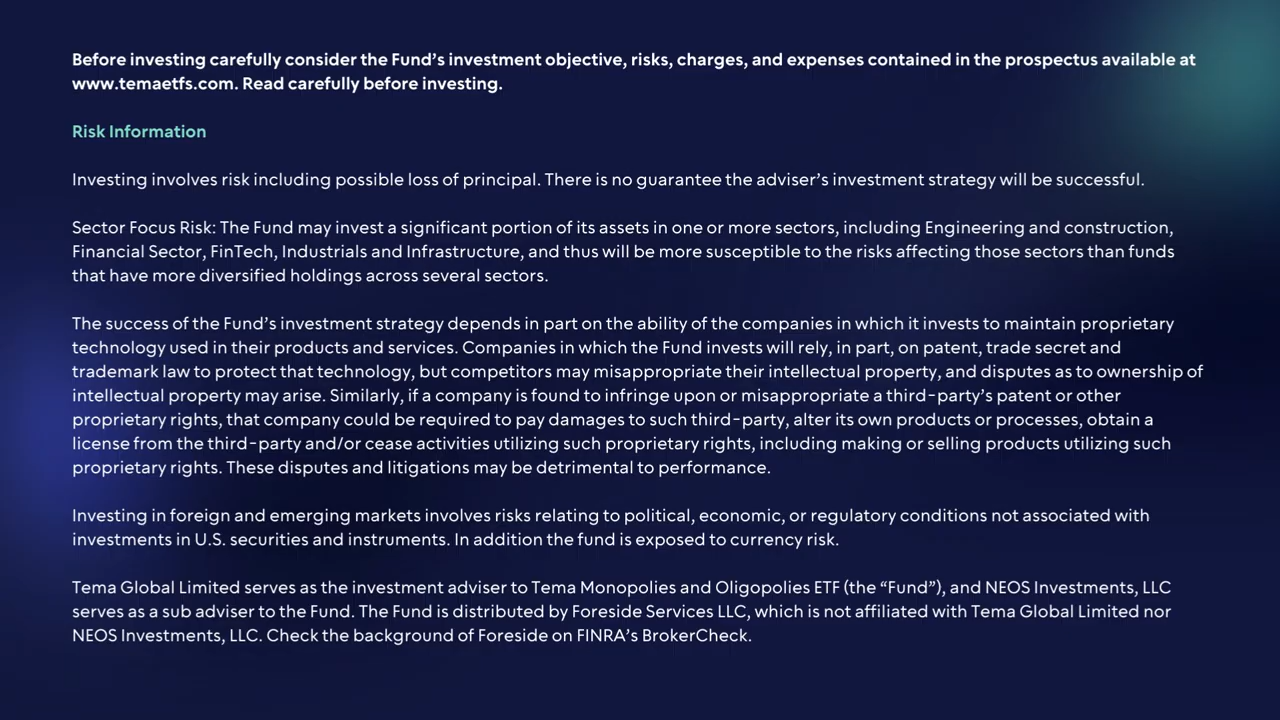 Before investing carefully consider the Fund’s investment objective, risks, charges, and expenses contained in the prospectus available at
www.temaetfs.com. Read carefully before investing.
Risk Information
Investing involves risk including possible loss of principal. There is no guarantee the adviser’s investment strategy will be successful.
Sector Focus Risk: The Fund may invest a significant portion of its assets in one or more sectors, including Engineering and construction,
Financial Sector, FinTech, Industrials and Infrastructure, and thus will be more susceptible to the risks affecting those sectors than funds
that have more diversified holdings across several sectors.
The success of the Fund’s investment strategy depends in part on the ability of the companies in which it invests to maintain proprietary
technology used in their products and services. Companies in which the Fund invests will rely, in part, on patent, trade secret and
trademark law to protect that technology, but competitors may misappropriate their intellectual property, and disputes as to ownership of
intellectual property may arise. Similarly, if a company is found to infringe upon or misappropriate a third-party’s patent or other
proprietary rights, that company could be required to pay damages to such third-party, alter its own products or processes, obtain a
license from the third-party and/or cease activities utilizing such proprietary rights, including making or selling products utilizing such
proprietary rights. These disputes and litigations may be detrimental to performance.
Investing in foreign and emerging markets involves risks relating to political, economic, or regulatory conditions not associated with
investments in U.S. securities and instruments. In addition the fund is exposed to currency risk.
Tema Global Limited serves as the investment adviser to Tema Monopolies and Oligopolies ETF (the “Fund”), and NEOS Investments, LLC
serves as a sub adviser to the Fund. The Fund is distributed by Foreside Services LLC, which is not affiliated with Tema Global Limited nor
NEOS Investments, LLC. Check the background of Foreside on FINRA’s BrokerCheck.